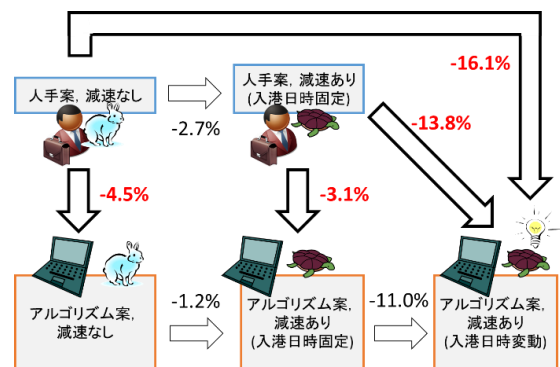 -16.1%
人手案, 減速なし
-2.7%
人手案, 減速あり
(入港日時固定)
-13.8%
-4.5%
-3.1%
アルゴリズム案,
減速なし
-1.2%
アルゴリズム案,
減速あり
(入港日時固定)
-11.0%
アルゴリズム案,
減速あり
(入港日時変動)